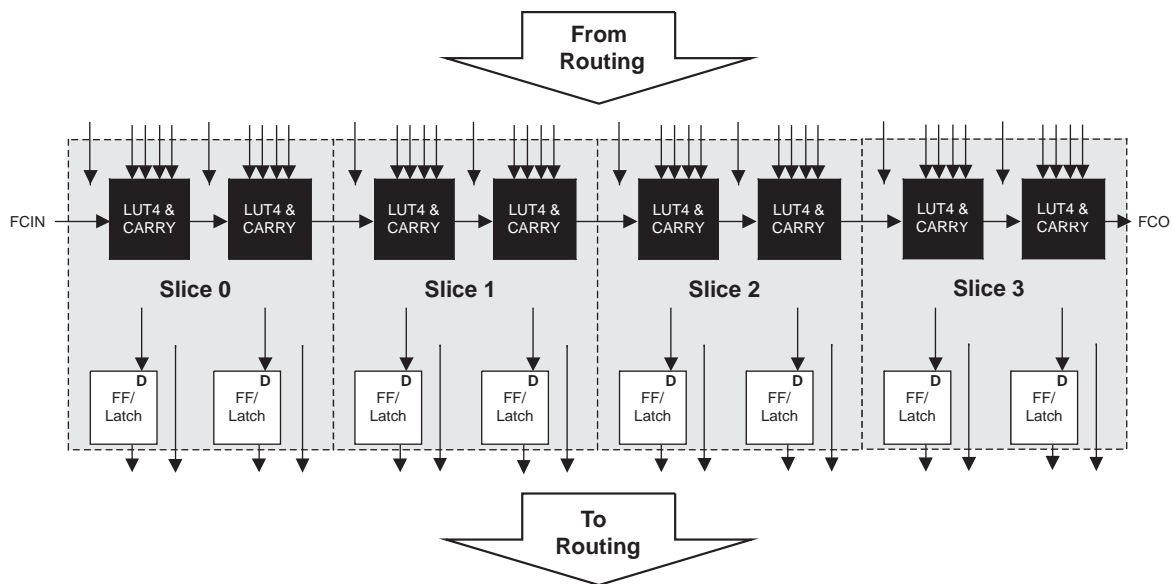 From
Routing
FCIN
LUT4 &
CARRY
LUT4 &
CARRY
LUT4 &
CARRY
LUT4 &
CARRY
LUT4 &
CARRY
LUT4 &
CARRY
LUT4 &
CARRY
LUT4 &
CARRY
FCO
Slice 0
Slice 1
Slice 2
Slice 3
D
FF/
Latch
D
FF/
Latch
D
FF/
Latch
D
FF/
Latch
D
FF/
Latch
D
FF/
Latch
D
FF/
Latch
D
FF/
Latch
To
Routing